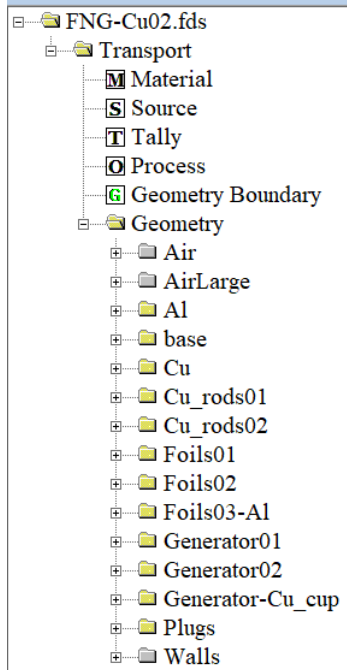 FNG-Cu02.fds
Transport
M Material
S Source
T Tally
O Process
G Geometry Boundary
Geometry
Air
AirLarge
Al
base
Cu
Cu_rods01
Cu_rods02
Foils01
Foils02
Foils03-Al
Generator01
Generator02
Generator-Cu_cup
Plugs
Walls